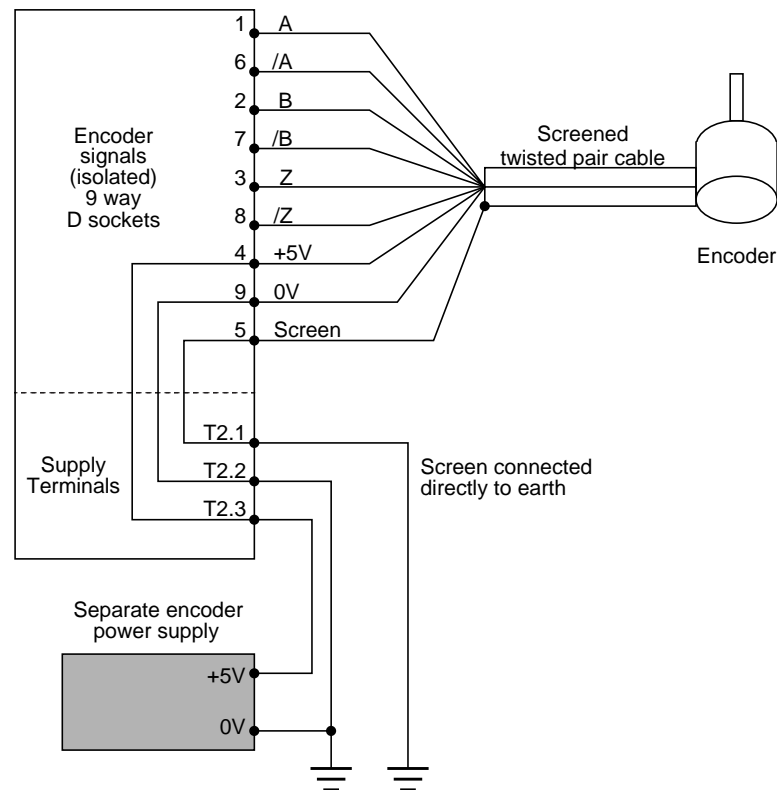 1 A
6 /A
2 B
7 /B
3 Z
8 /Z
4 +5V
9 0V
5 Screen
Encoder
signals
(isolated)
9 way
D sockets
Screened
twisted pair cable
Encoder
Supply
Terminals
T2.1
T2.2
T2.3
Screen connected
directly to earth
Separate encoder
power supply
+5V
0V